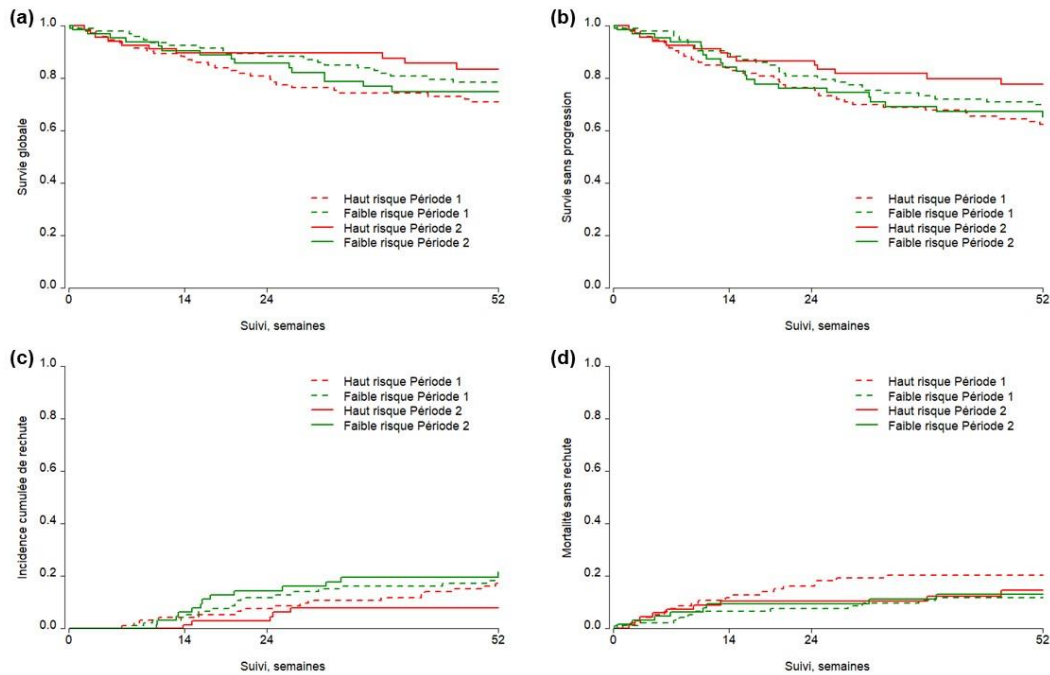 (a)
1.0
0.8
0.6
0.4
0.2
0.0
Survie globale
Haut risque Période 1
Faible risque Période 1
Haut risque Période 2
Faible risque Période 2
0 14 24 52
Suivi, semaines
(b)
1.0
0.8
0.6
0.4
0.2
0.0
Survie sans progression
Haut risque Période 1
Faible risque Période 1
Haut risque Période 2
Faible risque Période 2
0 14 24 52
Suivi, semaines
(c)
1.0
0.8
0.6
0.4
0.2
0.0
Incidence cumulée de rechute
Haut risque Période 1
Faible risque Période 1
Haut risque Période 2
Faible risque Période 2
0 14 24 52
Suivi, semaines
(d)
1.0
0.8
0.6
0.4
0.2
0.0
Mortalité sans rechute
Haut risque Période 1
Faible risque Période 1
Haut risque Période 2
Faible risque Période 2
0 14 24 52
Suivi, semaines